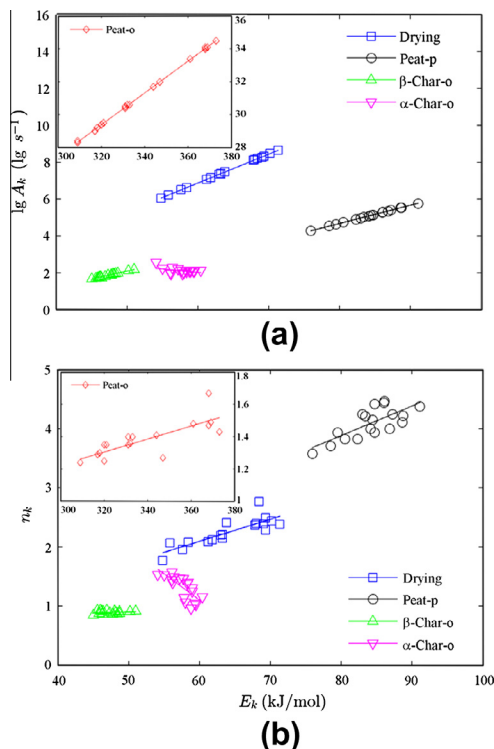 16
14
12
10
8
6
4
2
0
lg A_k (lg s⁻¹)
Peat-o
34
32
30
28
300 320 340 360 380
Drying
Peat-p
β-Char-o
α-Char-o
(a)
5
4
3
2
1
0
n_k
Peat-o
1.8
1.6
1.4
1.2
1
300 320 340 360 380
Drying
Peat-p
β-Char-o
α-Char-o
40 50 60 70 80 90 100
E_k (kJ/mol)
(b)